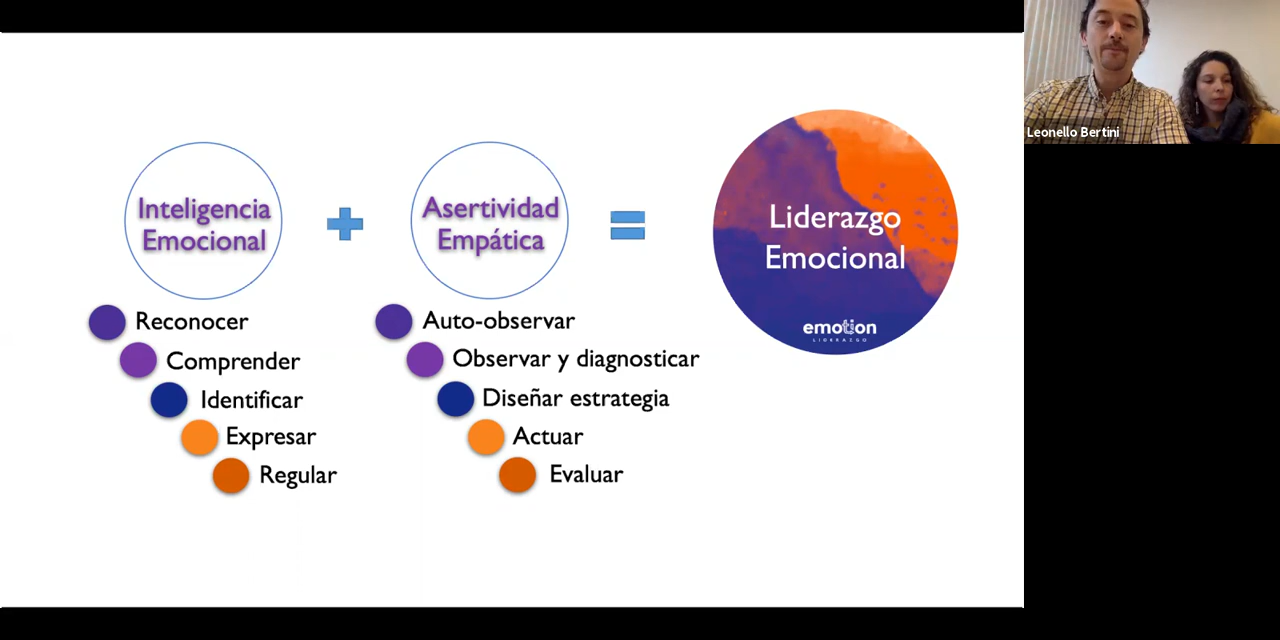 Inteligencia
Emocional
Asertividad
Empática
Liderazgo
Emocional
emotion
LIDERAZGO
Reconocer
Comprender
Identificar
Expresar
Regular
Auto-observar
Observar y diagnosticar
Diseñar estrategia
Actuar
Evaluar
Leonello Bertini